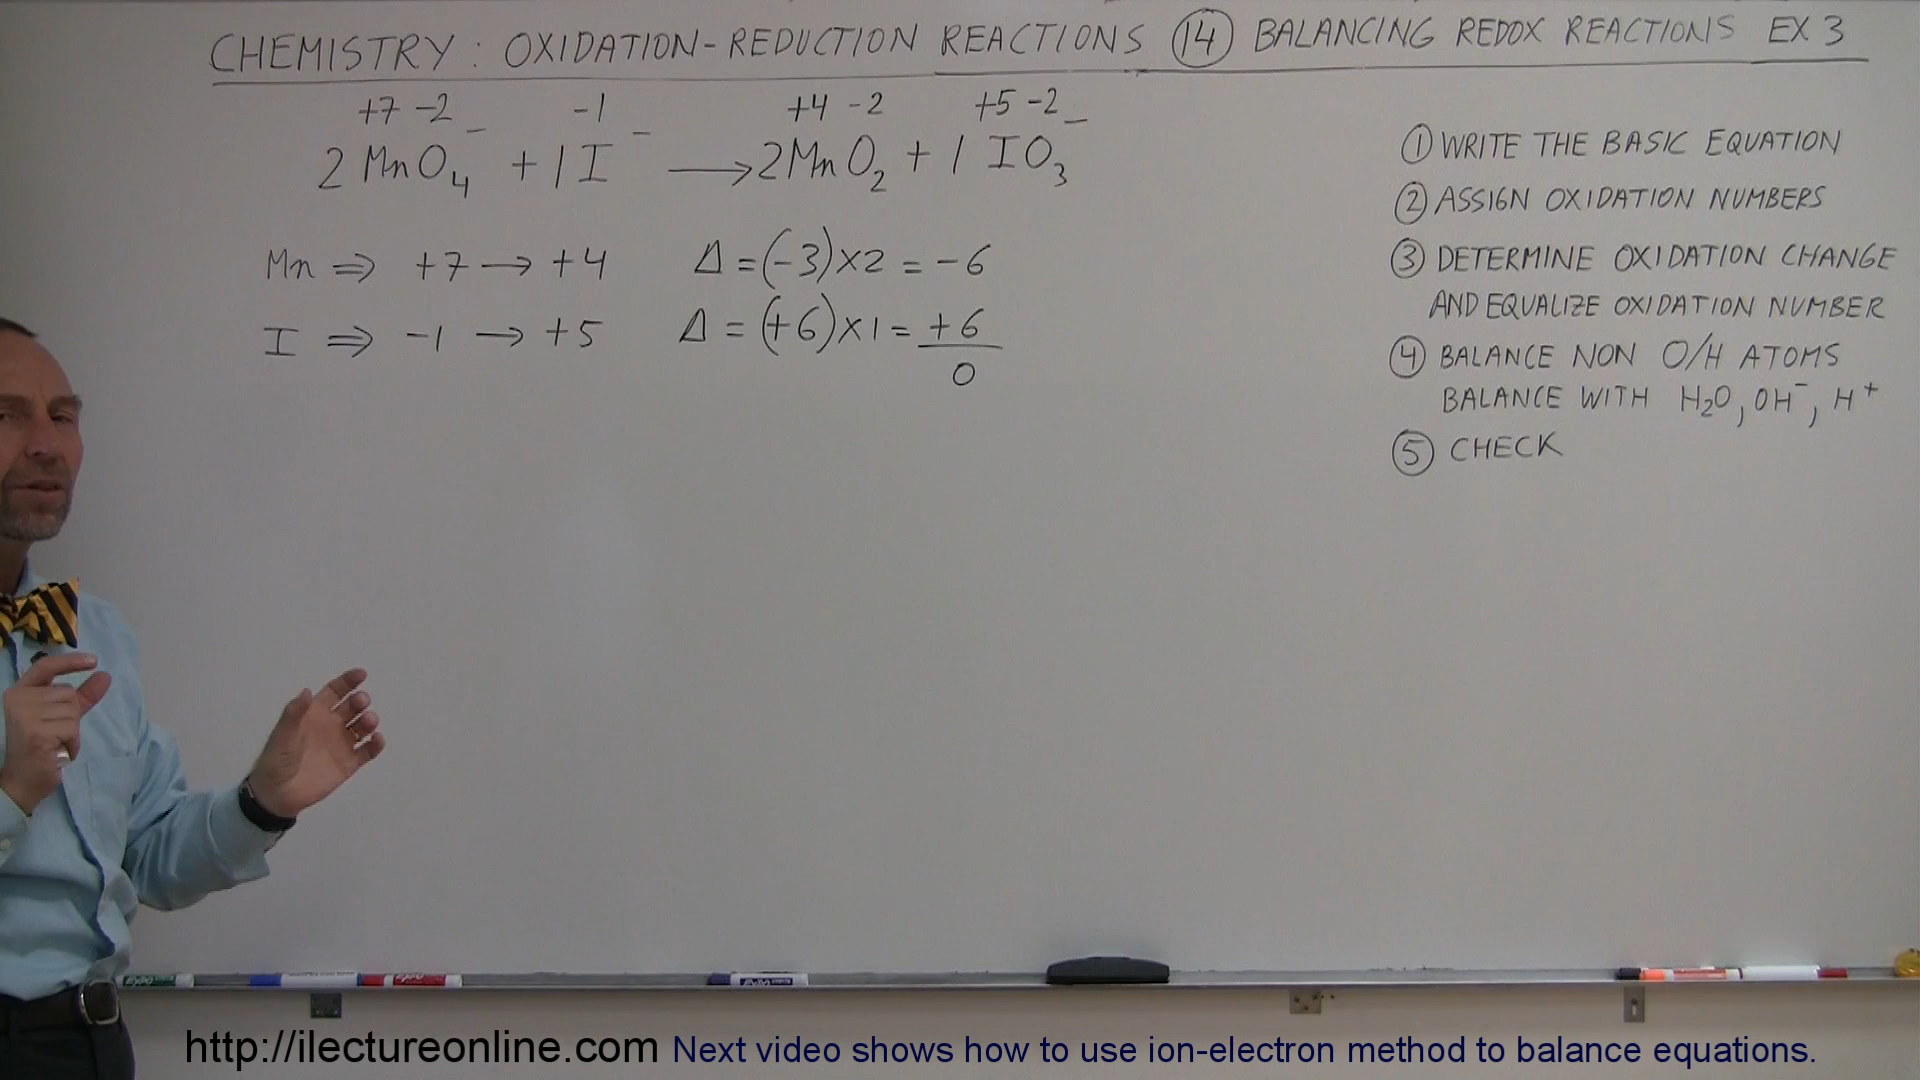 CHEMISTRY: OXIDATION-REDUCTION REACTIONS (14) BALANCING REDOX REACTIONS EX 3
+7 -2 -1 +4 -2 +5 -2
2 MnO₄⁻ + 1 I⁻ → 2 MnO₂ + 1 IO₃⁻
Mn ⇒ +7 → +4 Δ = (-3) × 2 = -6
I ⇒ -1 → +5 Δ = (+6) × 1 = +6
0
① WRITE THE BASIC EQUATION
② ASSIGN OXIDATION NUMBERS
③ DETERMINE OXIDATION CHANGE
AND EQUALIZE OXIDATION NUMBER
④ BALANCE NON O/H ATOMS
BALANCE WITH H₂O, OH⁻, H⁺
⑤ CHECK
http://ilectureonline.com Next video shows how to use ion-electron method to balance equations.